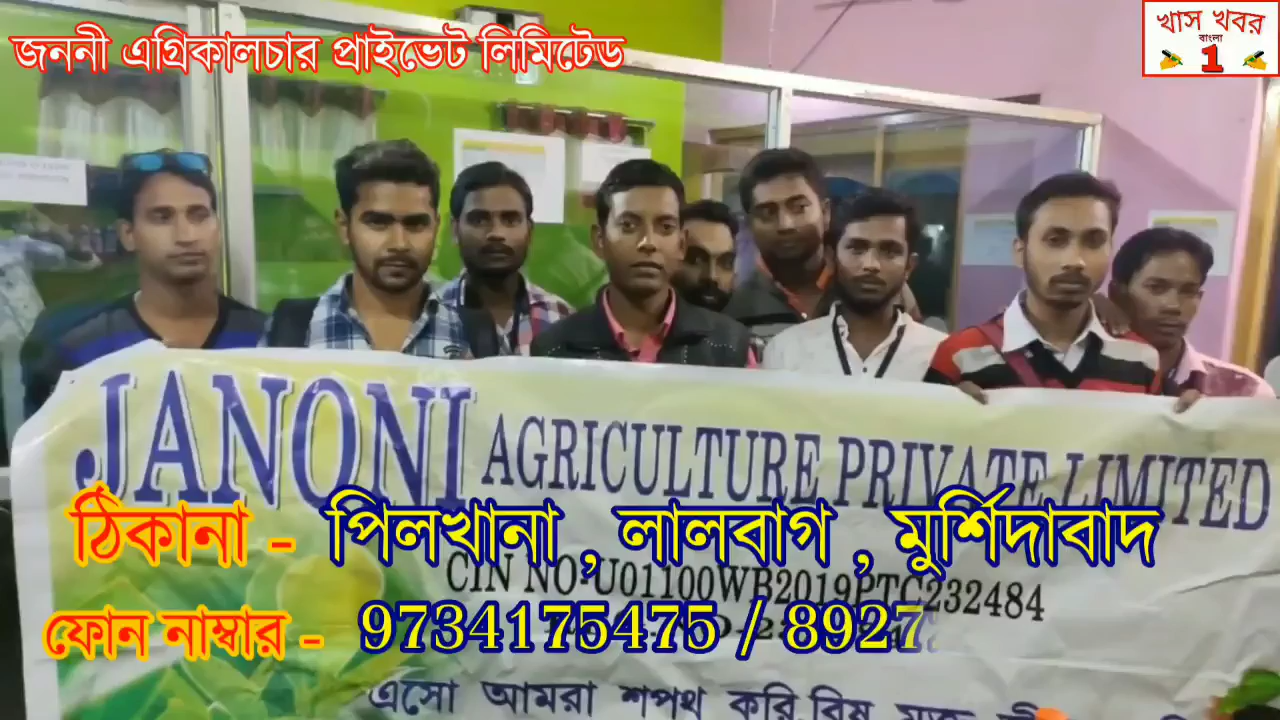 জননী এগ্রিকালচার প্রাইভেট লিমিটেড
খাস খবর
বাংলা
1
JANONI AGRICULTURE PRIVATE LIMITED
ঠিকানা - পিলখানা , লালবাগ , মুর্শিদাবাদ
CIN NO-U01100WB2019PTC232484
ফোন নাম্বার - 9734175475 / 8927
এসো আমরা শপথ করি, বিষ মুক্ত